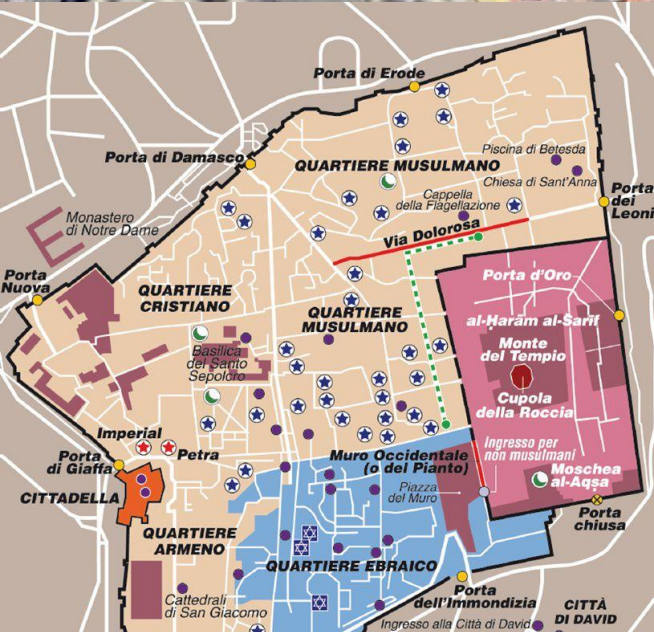 Porta di Erode
Porta di Damasco
QUARTIERE MUSULMANO
Piscina di Betesda
Chiesa di Sant'Anna
Cappella
della Flagellazione
Porta
dei
Leoni
Monastero
di Notre Dame
Via Dolorosa
Porta
Nuova
QUARTIERE
CRISTIANO
QUARTIERE
MUSULMANO
Porta d'Oro
al-Ḥarām al-Šarīf
Monte
del Tempio
Basilica
del Santo
Sepolcro
Cupola
della Roccia
Imperial
Petra
Porta
di Giaffa
Muro Occidentale
(o del Pianto)
Ingresso per
non musulmani
Piazza
del Muro
Moschea
al-Aqṣa
CITTADELLA
Porta
chiusa
QUARTIERE
ARMENO
QUARTIERE EBRAICO
Cattedrali
di San Giacomo
Porta
dell'Immondizia
Ingresso alla Città di David
CITTÀ
DI DAVID